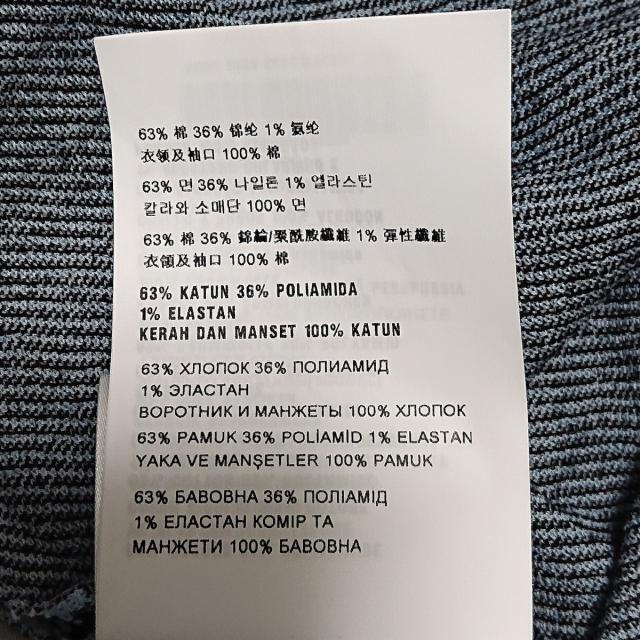 63% 棉 36% 锦纶 1% 氨纶
衣领及袖口 100% 棉
63% 면 36% 나일론 1% 엘라스틴
칼라와 소매단 100% 면
63% 棉 36% 錦綸/聚酰胺纖維 1% 彈性纖維
衣領及袖口 100% 棉
63% KATUN 36% POLIAMIDA
1% ELASTAN
KERAH DAN MANSET 100% KATUN
63% ХЛОПОК 36% ПОЛИАМИД
1% ЭЛАСТАН
ВОРОТНИК И МАНЖЕТЫ 100% ХЛОПОК
63% PAMUK 36% POLİAMİD 1% ELASTAN
YAKA VE MANŞETLER 100% PAMUK
63% БАВОВНА 36% ПОЛІАМІД
1% ЕЛАСТАН КОМІР ТА
МАНЖЕТИ 100% БАВОВНА